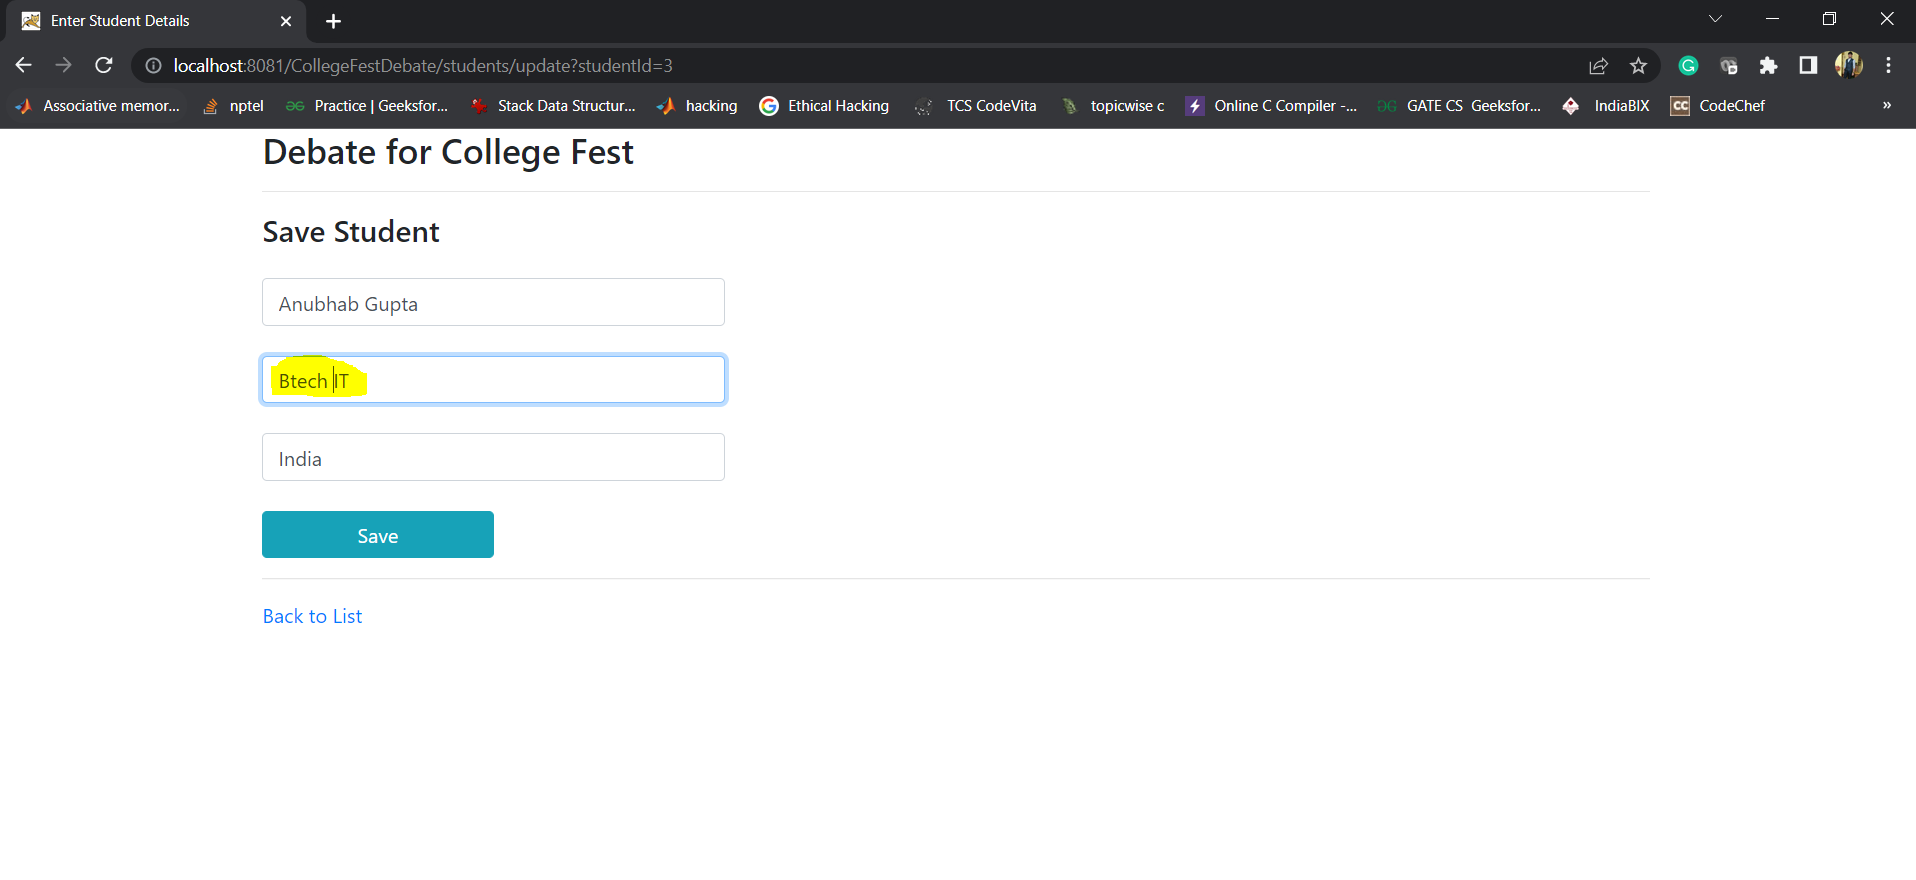 Enter Student Details
localhost:8081/CollegeFestDebate/students/update?studentId=3
Associative memor... nptel Practice | Geeksfor... Stack Data Structur... hacking Ethical Hacking TCS CodeVita topicwise c Online C Compiler -... GATE CS Geeksfor... IndiaBIX CC CodeChef »
Debate for College Fest
Save Student
Anubhab Gupta
Btech IT
India
Save
Back to List